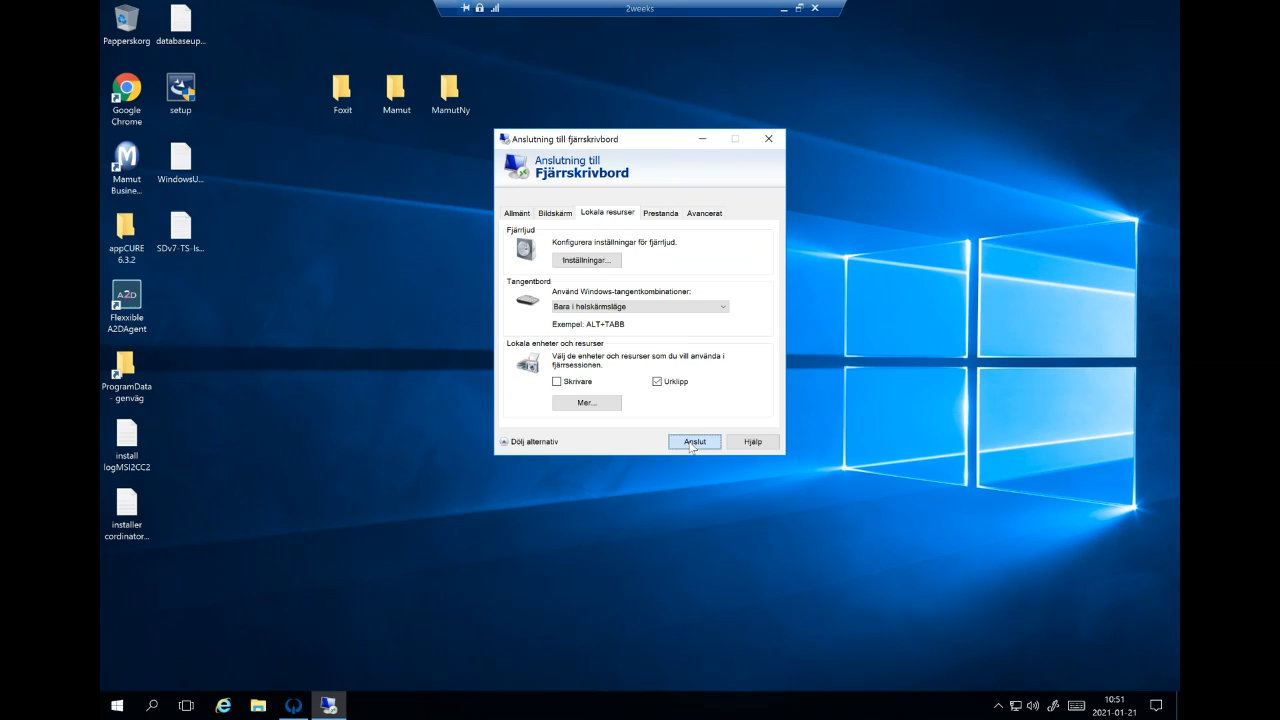 2weeks
Papperskorg
databaseup...
Google
Chrome
setup
Foxit
Mamut
MamutNy
Mamut
Busine...
WindowsU...
appCURE
6.3.2
SDv7-TS-Is...
A2D
Flexxible
A2DAgent
ProgramData
- genväg
install
logMSI2CC2
installer
cordinator...
Anslutning till fjärrskrivbord
Anslutning till
Fjärrskrivbord
Allmänt
Bildskärm
Lokala resurser
Prestanda
Avancerat
Fjärrljud
Konfigurera inställningar för fjärrljud.
Inställningar...
Tangentbord
Använd Windows-tangentkombinationer:
Bara i helskärmsläge
Exempel: ALT+TABB
Lokala enheter och resurser
Välj de enheter och resurser som du vill använda i
fjärrsessionen.
Skrivare
Urklipp
Mer...
Dölj alternativ
Anslut
Hjälp
10:51
2021-01-21